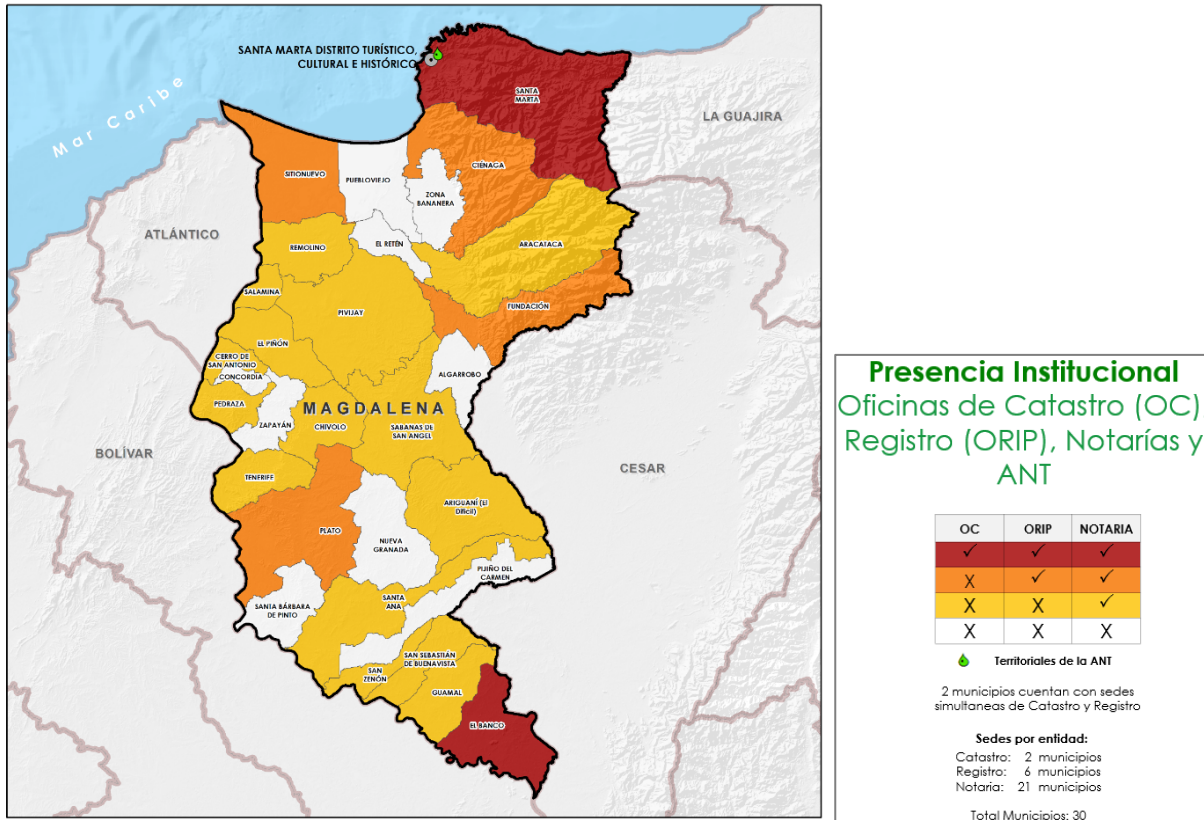 SANTA MARTA DISTRITO TURÍSTICO,
CULTURAL E HISTÓRICO
Mar Caribe
SANTA
MARTA
LA GUAJIRA
CIÉNAGA
SITIONUEVO
PUEBLOVIEJO
ZONA
BANANERA
ATLÁNTICO
REMOLINO
EL RETÉN
ARACATACA
SALAMINA
PIVIJAY
FUNDACIÓN
EL PIÑÓN
CERRO DE
SAN ANTONIO
CONCORDIA
ALGARROBO
PEDRAZA
MAGDALENA
ZAPAYÁN
CHIVOLO
SABANAS DE
SAN ANGEL
BOLÍVAR
CESAR
TENERIFE
ARIGUANÍ (El
Difícil)
PLATO
NUEVA
GRANADA
PIJIÑO DEL
CARMEN
SANTA BÁRBARA
DE PINTO
SANTA
ANA
SAN SEBASTIÁN
DE BUENAVISTA
SAN
ZENÓN
GUAMAL
EL BANCO
Presencia Institucional
Oficinas de Catastro (OC)
Registro (ORIP), Notarías y
ANT
OC ORIP NOTARIA
✓ ✓ ✓
X ✓ ✓
X X ✓
X X X
Territoriales de la ANT
2 municipios cuentan con sedes
simultaneas de Catastro y Registro
Sedes por entidad:
Catastro: 2 municipios
Registro: 6 municipios
Notaria: 21 municipios
Total Municipios: 30